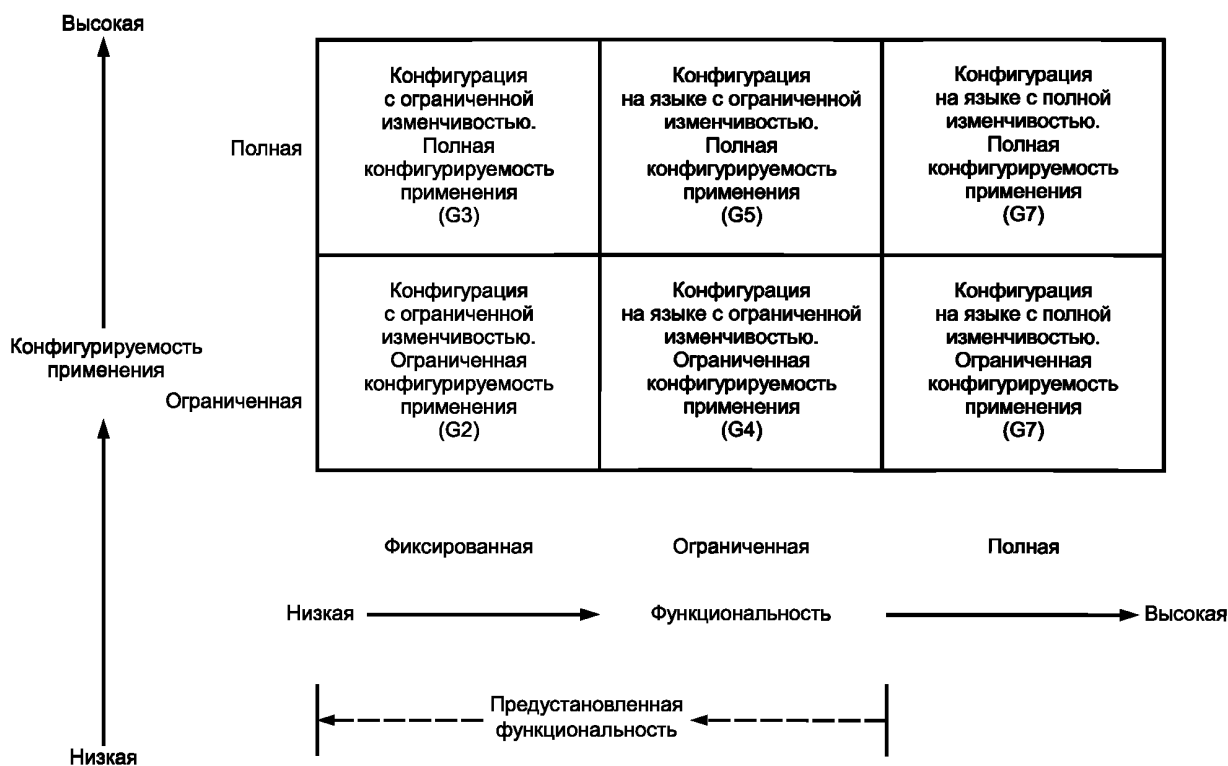 Высокая
Полная
Конфигурация
с ограниченной
изменчивостью.
Полная
конфигурируемость
применения
(G3)
Конфигурация
на языке с ограниченной
изменчивостью.
Полная
конфигурируемость
применения
(G5)
Конфигурация
на языке с полной
изменчивостью.
Полная
конфигурируемость
применения
(G7)
Конфигурируемость
применения
Ограниченная
Конфигурация
с ограниченной
изменчивостью.
Ограниченная
конфигурируемость
применения
(G2)
Конфигурация
на языке с ограниченной
изменчивостью.
Ограниченная
конфигурируемость
применения
(G4)
Конфигурация
на языке с полной
изменчивостью.
Ограниченная
конфигурируемость
применения
(G7)
Фиксированная
Ограниченная
Полная
Низкая
Функциональность
Высокая
Предустановленная
функциональность
Низкая